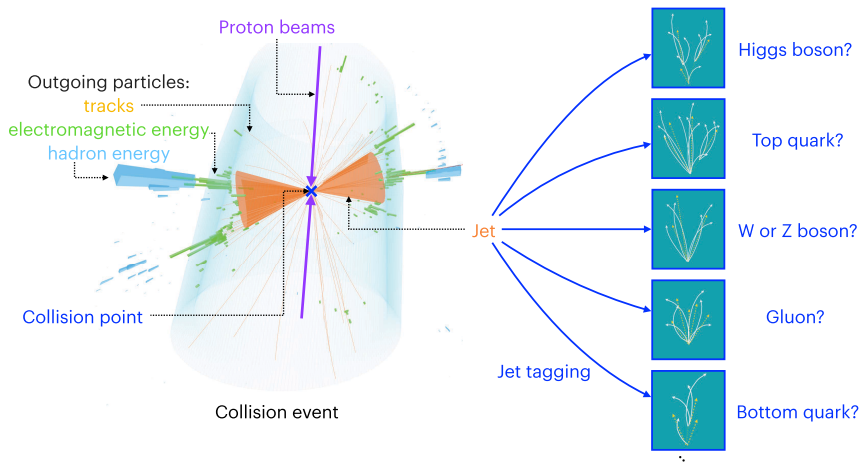 Proton beams
Outgoing particles:
tracks
electromagnetic energy
hadron energy
Collision point
Collision event
Jet
Jet tagging
Higgs boson?
Top quark?
W or Z boson?
Gluon?
Bottom quark?